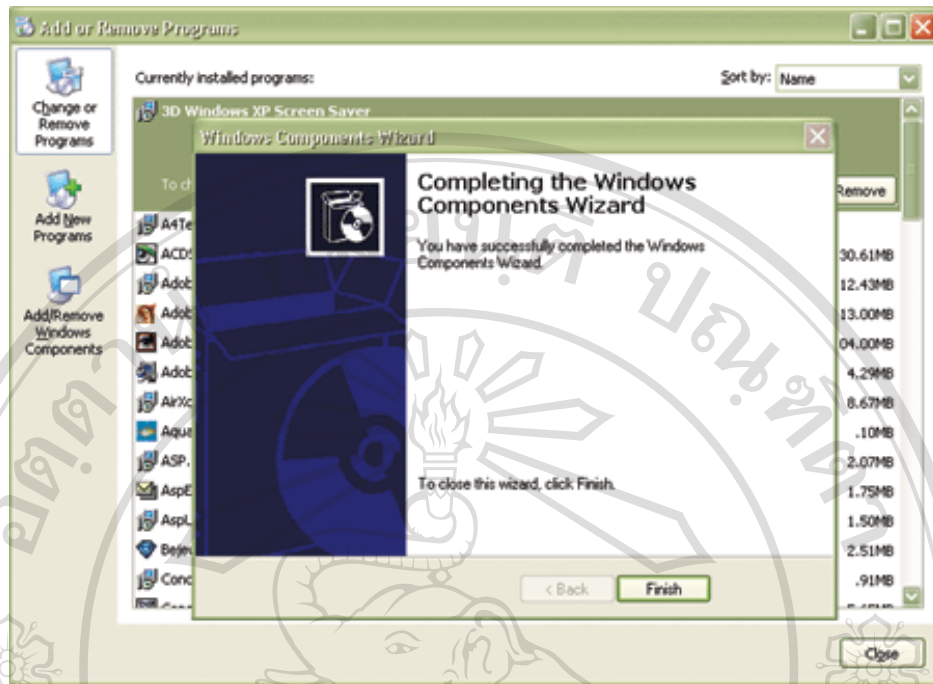 Add or Remove Programs
Change or
Remove
Programs
Add New
Programs
Add/Remove
Windows
Components
Currently installed programs:
Sort by: Name
3D Windows XP Screen Saver
Remove
30.61MB
12.43MB
13.00MB
04.00MB
4.29MB
8.67MB
.10MB
ASP.
2.07MB
1.75MB
1.50MB
2.51MB
.91MB
Windows Components Wizard
Completing the Windows
Components Wizard
You have successfully completed the Windows
Components Wizard.
To close this wizard, click Finish.
< Back
Finish
Close